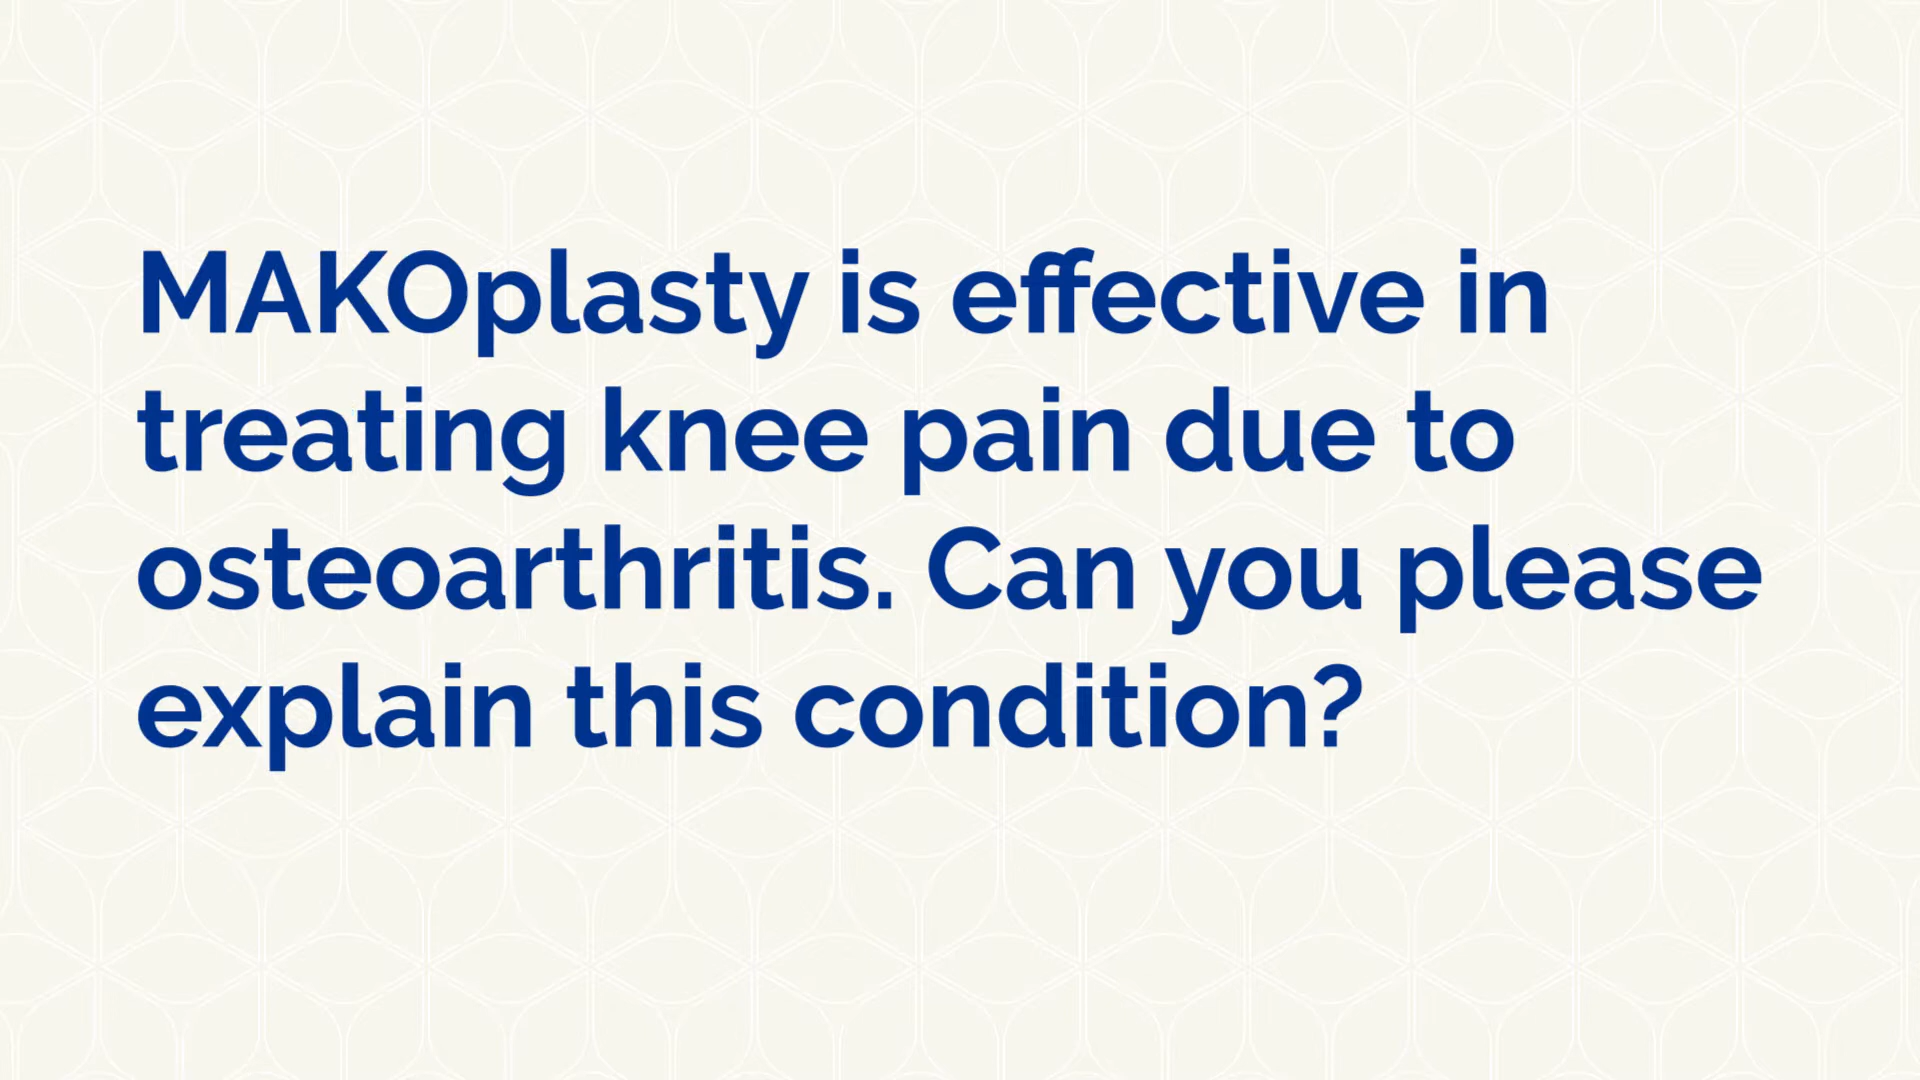 MAKOplasty is effective in
treating knee pain due to
osteoarthritis. Can you please
explain this condition?